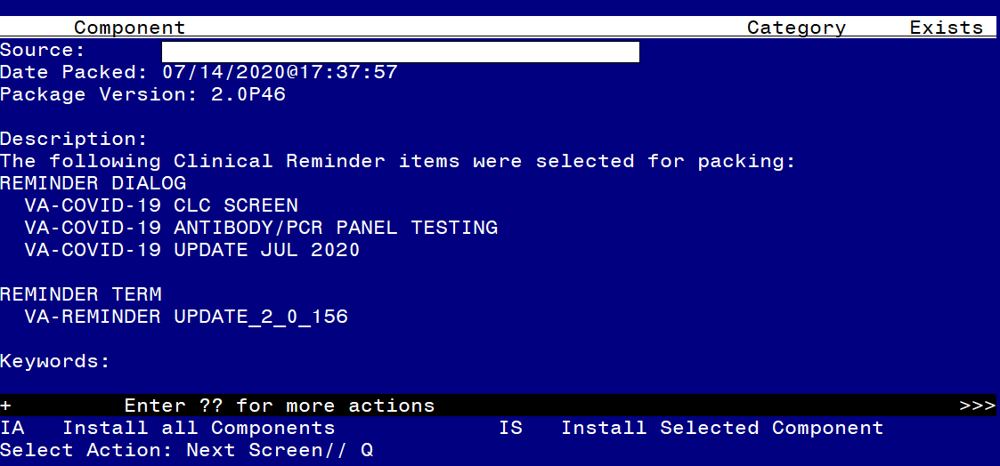 Component Category Exists
Source:
Date Packed: 07/14/2020@17:37:57
Package Version: 2.0P46
Description:
The following Clinical Reminder items were selected for packing:
REMINDER DIALOG
VA-COVID-19 CLC SCREEN
VA-COVID-19 ANTIBODY/PCR PANEL TESTING
VA-COVID-19 UPDATE JUL 2020
REMINDER TERM
VA-REMINDER UPDATE_2_0_156
Keywords:
+ Enter ?? for more actions >>>
IA Install all Components IS Install Selected Component
Select Action: Next Screen// Q